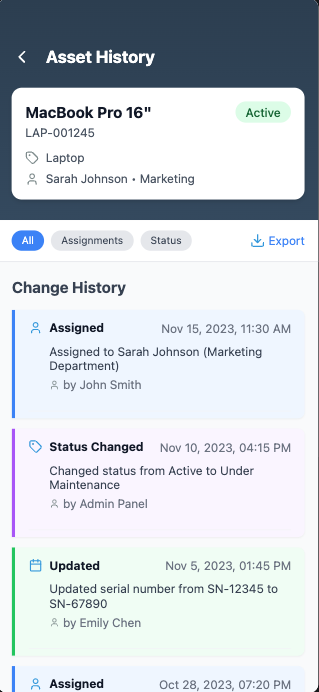 Asset History
MacBook Pro 16"
Active
LAP-001245
Laptop
Sarah Johnson • Marketing
All
Assignments
Status
Export
Change History
Assigned
Nov 15, 2023, 11:30 AM
Assigned to Sarah Johnson (Marketing
Department)
by John Smith
Status Changed
Nov 10, 2023, 04:15 PM
Changed status from Active to Under
Maintenance
by Admin Panel
Updated
Nov 5, 2023, 01:45 PM
Updated serial number from SN-12345 to
SN-67890
by Emily Chen
Assigned
Oct 28, 2023, 07:20 PM